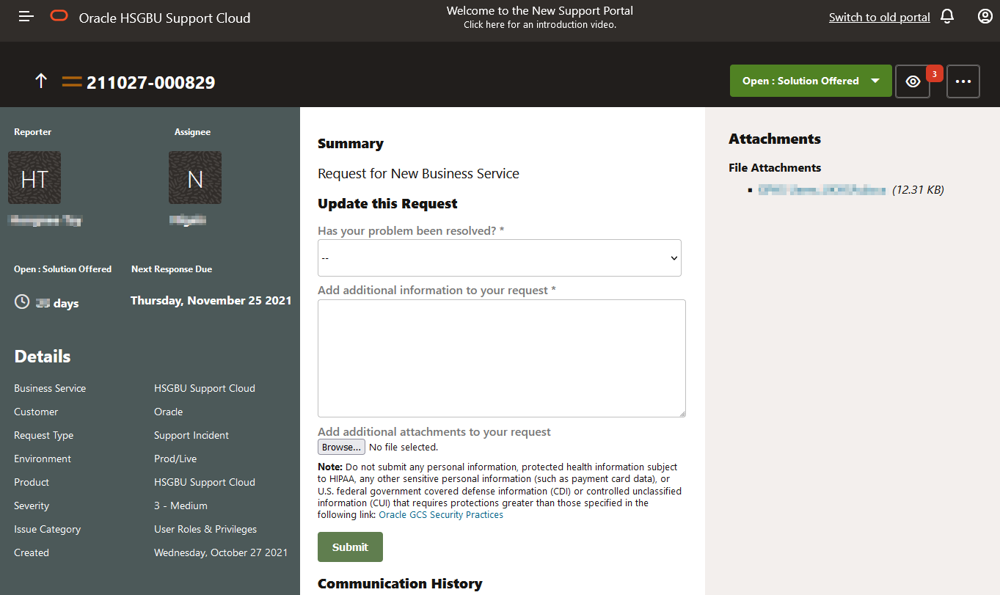 Oracle HSGBU Support Cloud
Welcome to the New Support Portal
Click here for an introduction video.
Switch to old portal
211027-000829
Open : Solution Offered
3
Reporter
Assignee
HT
N
Open : Solution Offered
Next Response Due
days
Thursday, November 25 2021
Details
Business Service HSGBU Support Cloud
Customer Oracle
Request Type Support Incident
Environment Prod/Live
Product HSGBU Support Cloud
Severity 3 - Medium
Issue Category User Roles & Privileges
Created Wednesday, October 27 2021
Summary
Request for New Business Service
Update this Request
Has your problem been resolved? *
--
Add additional information to your request *
Add additional attachments to your request
Browse... No file selected.
Note: Do not submit any personal information, protected health information subject
to HIPAA, any other sensitive personal information (such as payment card data), or
U.S. federal government covered defense information (CDI) or controlled unclassified
information (CUI) that requires protections greater than those specified in the
following link: Oracle GCS Security Practices
Submit
Communication History
Attachments
File Attachments
(12.31 KB)